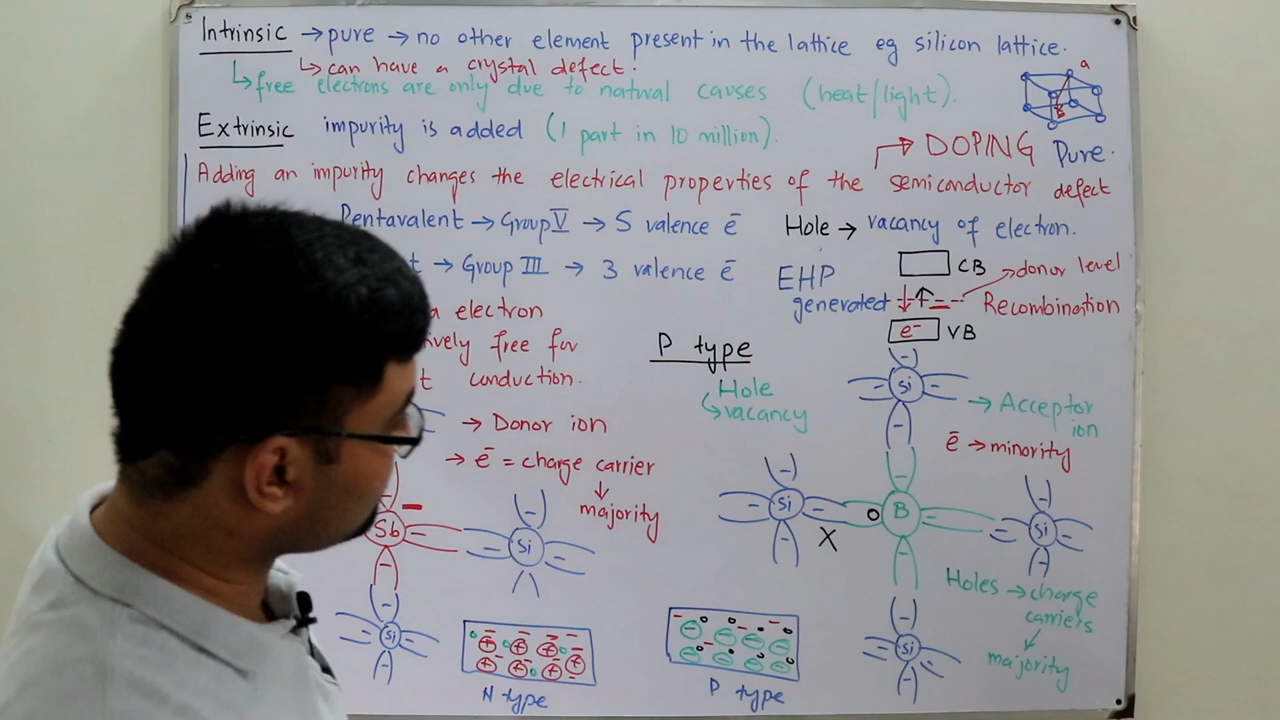 Intrinsic → pure → no other element present in the lattice eg silicon lattice.
↳ can have a crystal defect.
↳ free electrons are only due to natural causes (heat/light).
a
B
Extrinsic impurity is added (1 part in 10 million).
→ DOPING Pure.
Adding an impurity changes the electrical properties of the semiconductor defect
Pentavalent → Group V → 5 valence e̅
Hole → vacancy of electron.
t → Group III → 3 valence e̅
EHP
generated
CB
→ donor level
Recombination
e⁻ VB
a electron
ively free for
t conduction.
→ Donor ion
→ e̅ = charge carrier
↓
majority
Sb
Si
Si
N type
P type
Hole
↳ vacancy
Si
→ Acceptor
ion
e̅ → minority
Si
X
B
Si
Holes → charge
carriers
majority
Si
P type